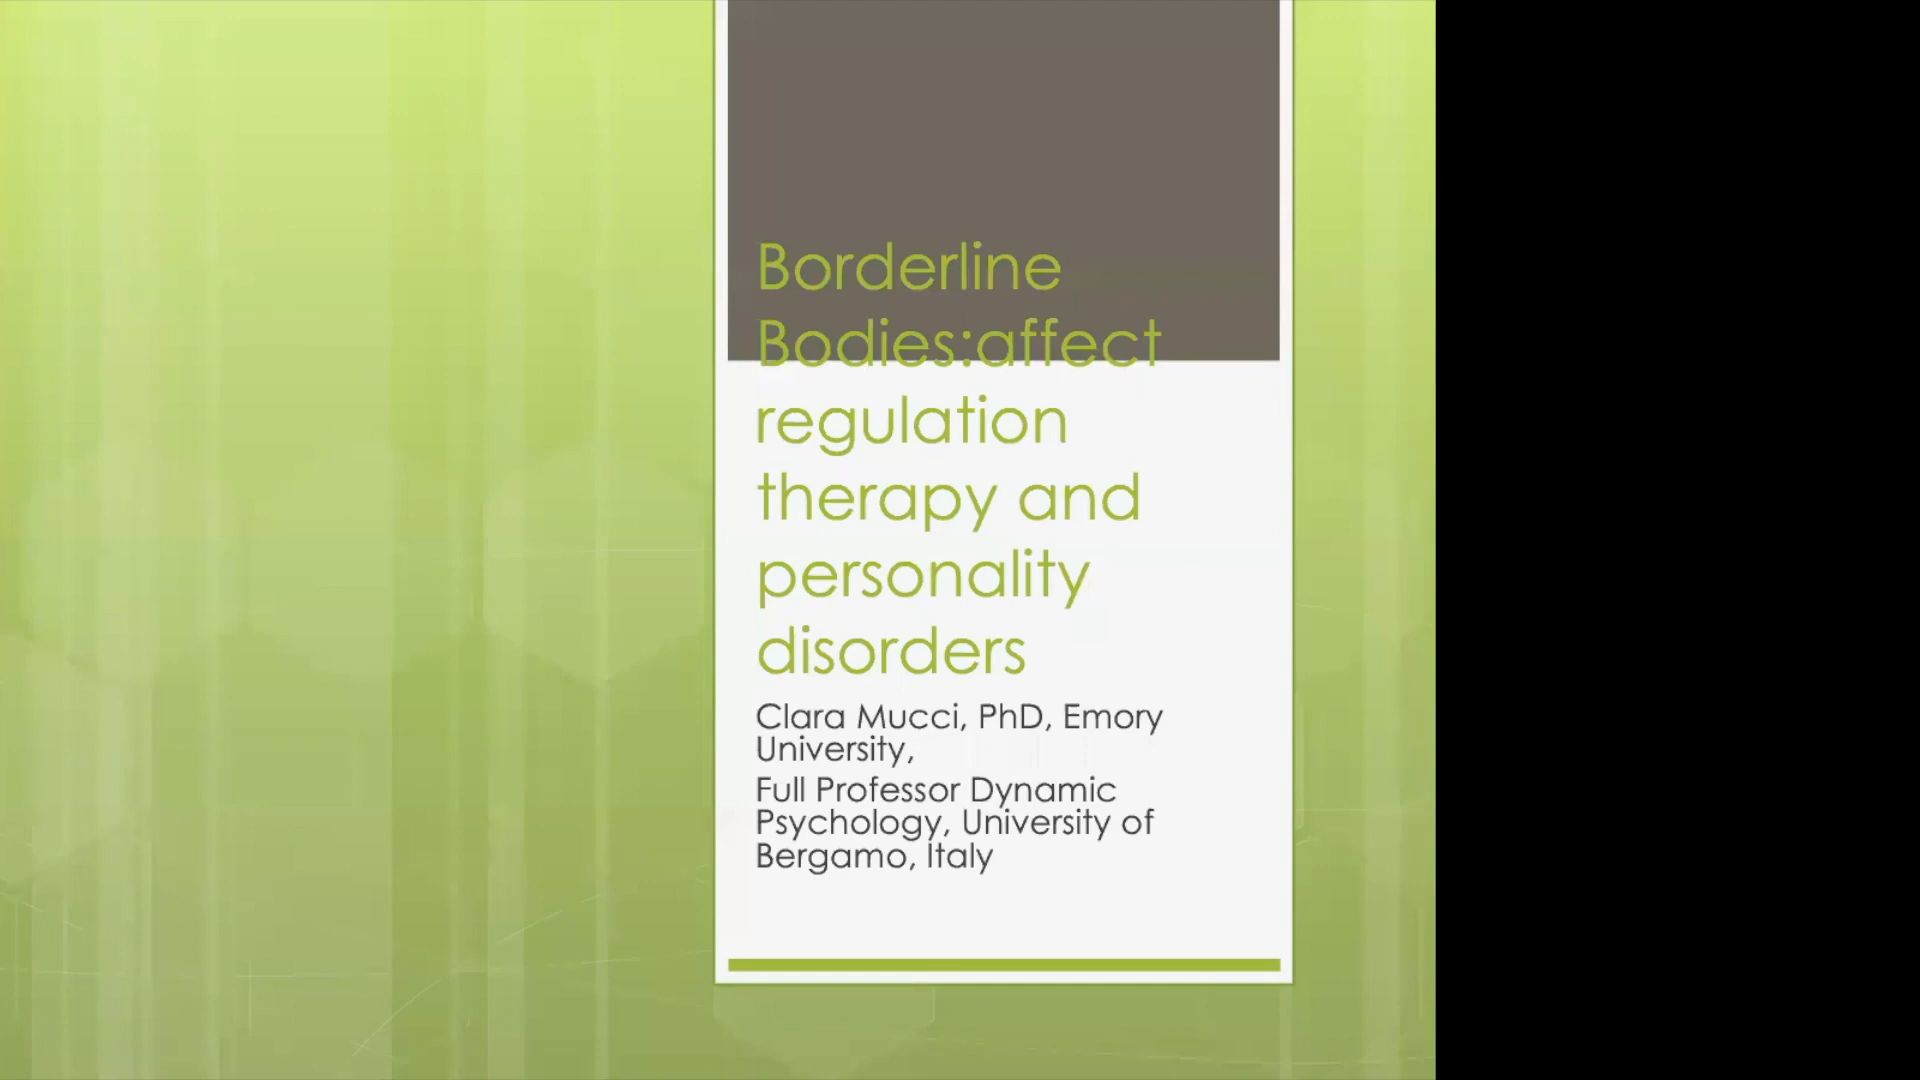 Borderline
Bodies:affect
regulation
therapy and
personality
disorders
Clara Mucci, PhD, Emory
University,
Full Professor Dynamic
Psychology, University of
Bergamo, Italy